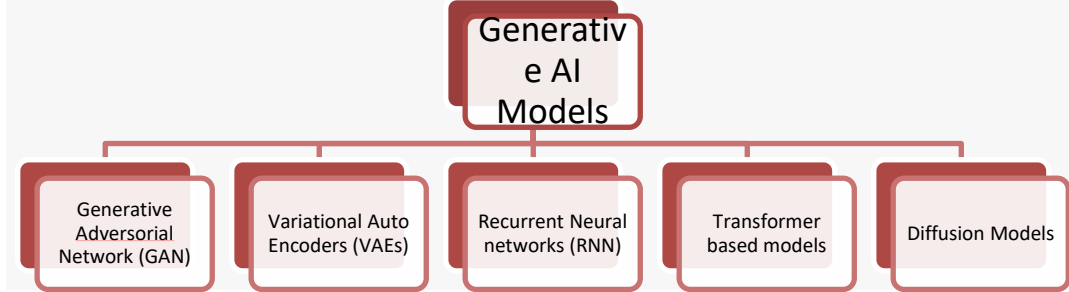 Generativ
e AI
Models
Generative
Adversorial
Network (GAN)
Variational Auto
Encoders (VAEs)
Recurrent Neural
networks (RNN)
Transformer
based models
Diffusion Models